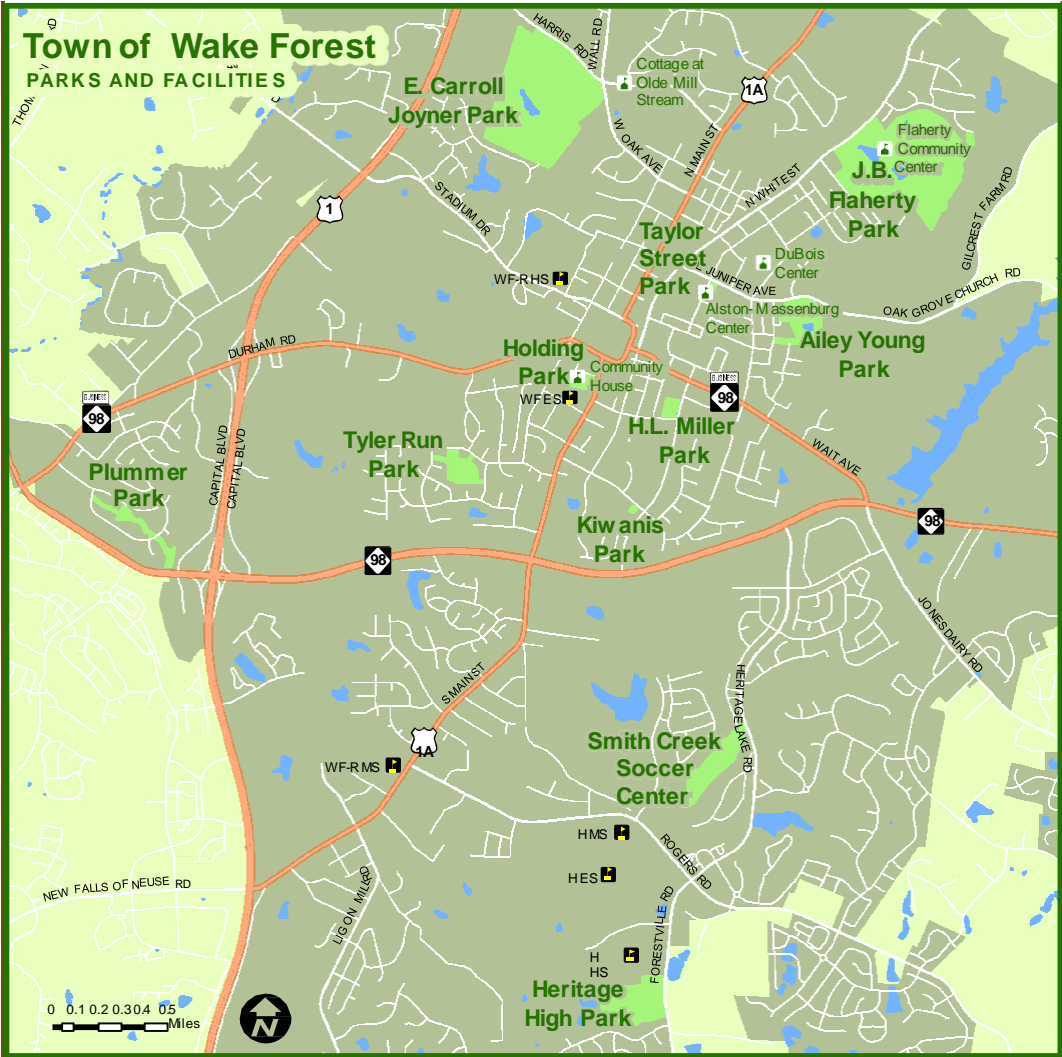 Town of Wake Forest
PARKS AND FACILITIES
HARRIS RD
WALL RD
Cottage at
Olde Mill
Stream
1A
E. Carroll
Joyner Park
W OAK AVE
N MAIN ST
Flaherty
Community
Center
J.B.
Flaherty
Park
N WHITE ST
GILCREST FARM RD
STADIUM DR
1
Taylor
Street
Park
DuBois
Center
E JUNIPER AVE
OAK GROVE CHURCH RD
WF-RHS
Alston-Massenburg
Center
Ailey Young
Park
DURHAM RD
Holding
Park
Community
House
BUSINESS
98
BUSINESS
98
WFES
H.L. Miller
Park
WAIT AVE
Tyler Run
Park
CAPITAL BLVD
CAPITAL BLVD
Plummer
Park
Kiwanis
Park
98
98
JONES DAIRY RD
S MAIN ST
HERITAGE LAKE RD
1A
Smith Creek
Soccer
Center
WF-RMS
HMS
ROGERS RD
HES
NEW FALLS OF NEUSE RD
LIGON MILL RD
FORESTVILLE RD
H
HS
Heritage
High Park
0 0.1 0.2 0.3 0.4 0.5
Miles
N